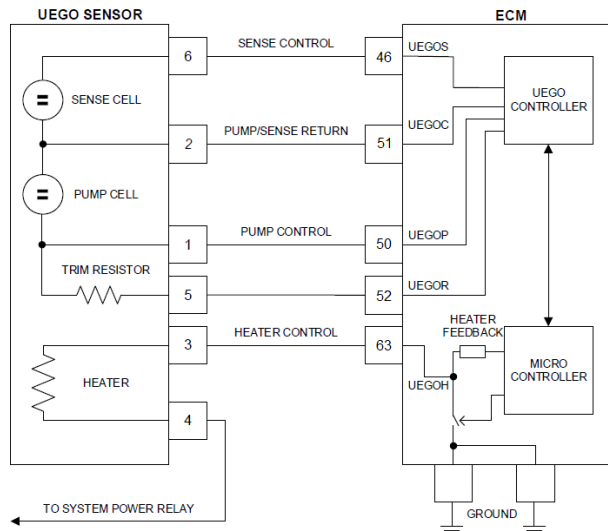 UEGO SENSOR
ECM
6
SENSE CONTROL
46
UEGOS
SENSE CELL
UEGO
CONTROLLER
2
PUMP/SENSE RETURN
51
UEGOC
PUMP CELL
1
PUMP CONTROL
50
UEGOP
TRIM RESISTOR
5
52
UEGOR
3
HEATER CONTROL
63
HEATER
FEEDBACK
UEGOH
MICRO
CONTROLLER
HEATER
4
TO SYSTEM POWER RELAY
GROUND